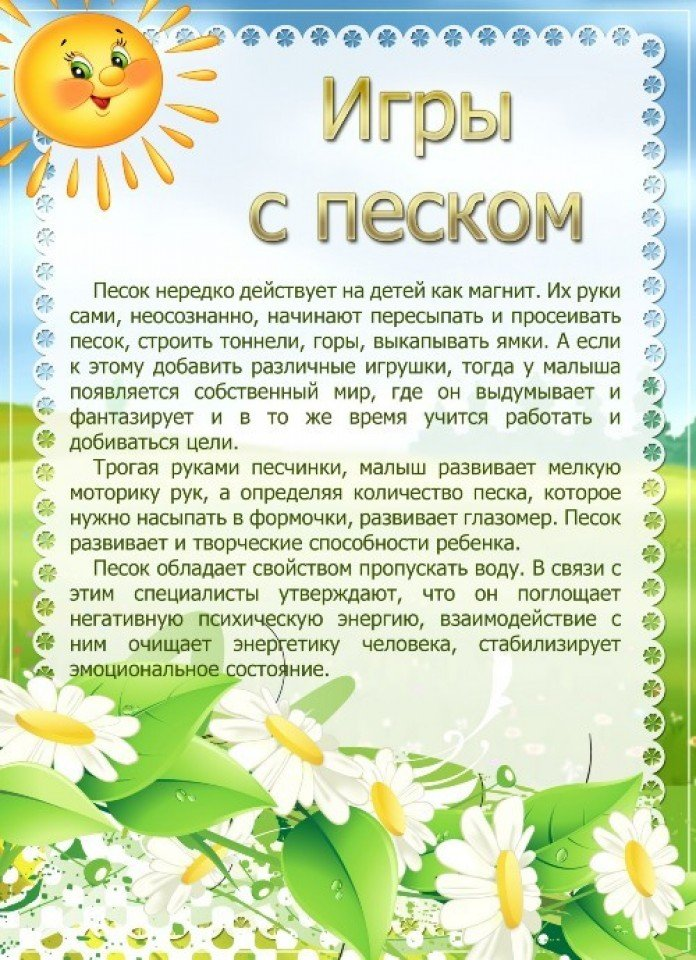 Игры
с песком
Песок нередко действует на детей как магнит. Их руки
сами, неосознанно, начинают пересыпать и просеивать
песок, строить тоннели, горы, выкапывать ямки. А если
к этому добавить различные игрушки, тогда у малыша
появляется собственный мир, где он выдумывает и
фантазирует и в то же время учится работать и
добиваться цели.
Трогая руками песчинки, малыш развивает мелкую
моторику рук, а определяя количество песка, которое
нужно насыпать в формочки, развивает глазомер. Песок
развивает и творческие способности ребенка.
Песок обладает свойством пропускать воду. В связи с
этим специалисты утверждают, что он поглощает
негативную психическую энергию, взаимодействие с
ним очищает энергетику человека, стабилизирует
эмоциональное состояние.